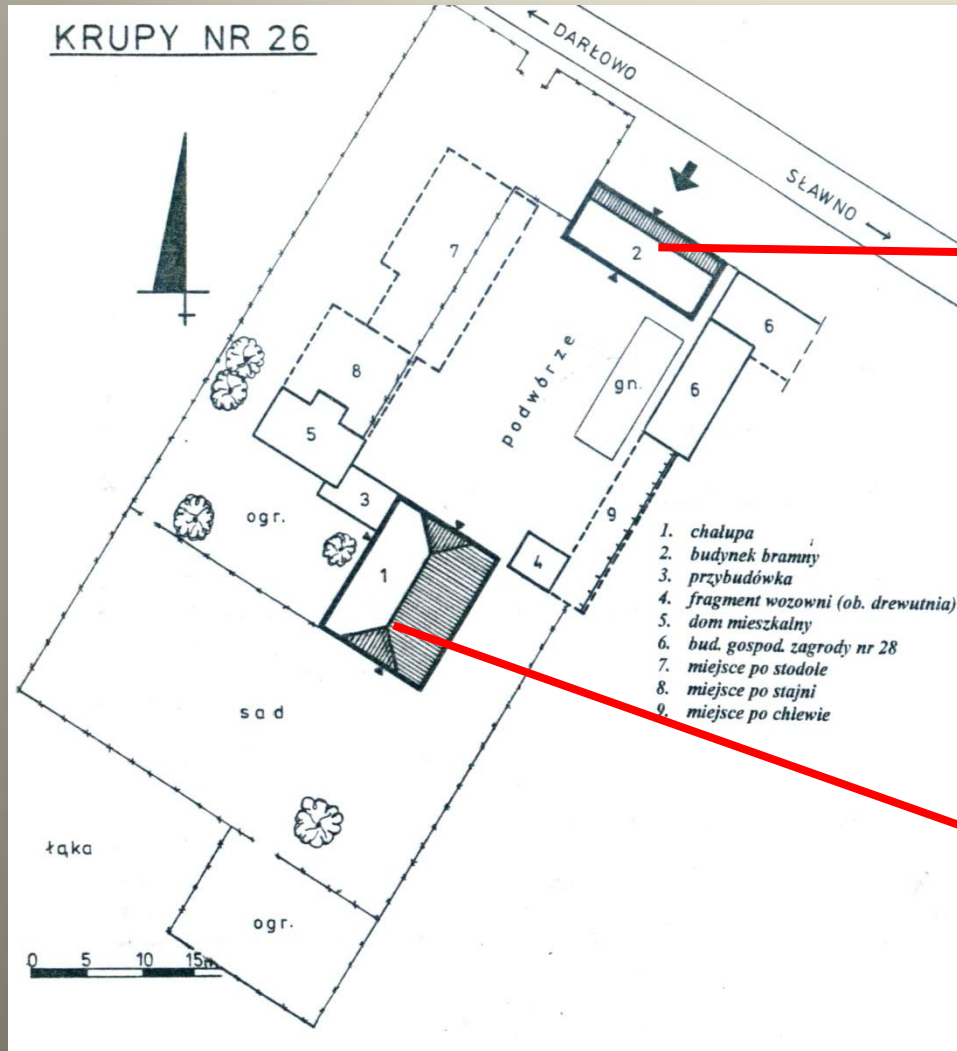 KRUPY NR 26
← DARŁOWO
SŁAWNO →
7
2
6
8
podwórze
gn.
6
5
3
ogr.
9
4
1
1. chałupa
2. budynek bramny
3. przybudówka
4. fragment wozowni (ob. drewutnia)
5. dom mieszkalny
6. bud. gospod. zagrody nr 28
7. miejsce po stodole
8. miejsce po stajni
9. miejsce po chlewie
sad
łąka
ogr.
0 5 10 15m